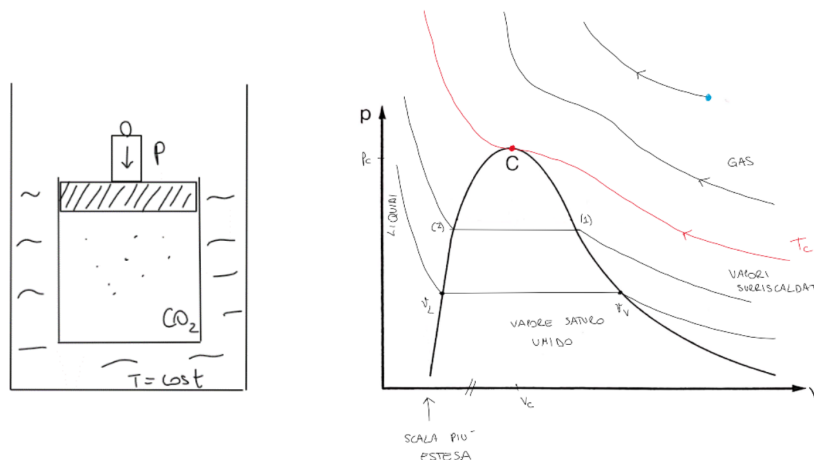 P
CO₂
T = cost
p
Pc
C
GAS
Tc
LIQUIDI
(2)
(1)
VAPORI
SURRISCALDATI
VL
VV
VAPORE SATURO
UMIDO
Vc
V
SCALA PIU'
ESTESA